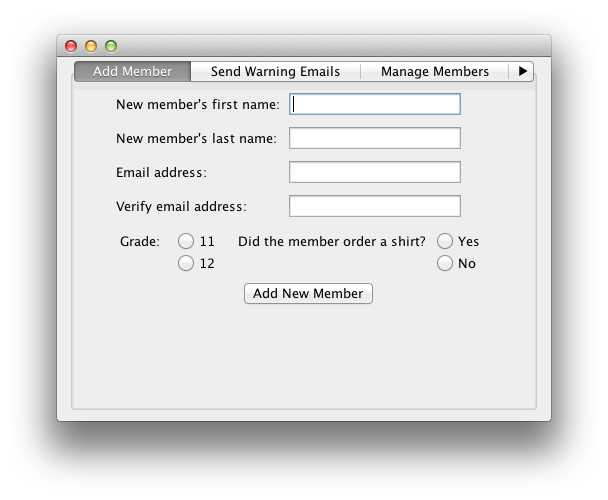 Add Member Send Warning Emails Manage Members
New member's first name:
New member's last name:
Email address:
Verify email address:
Grade: 11 Did the member order a shirt? Yes
12 No
Add New Member